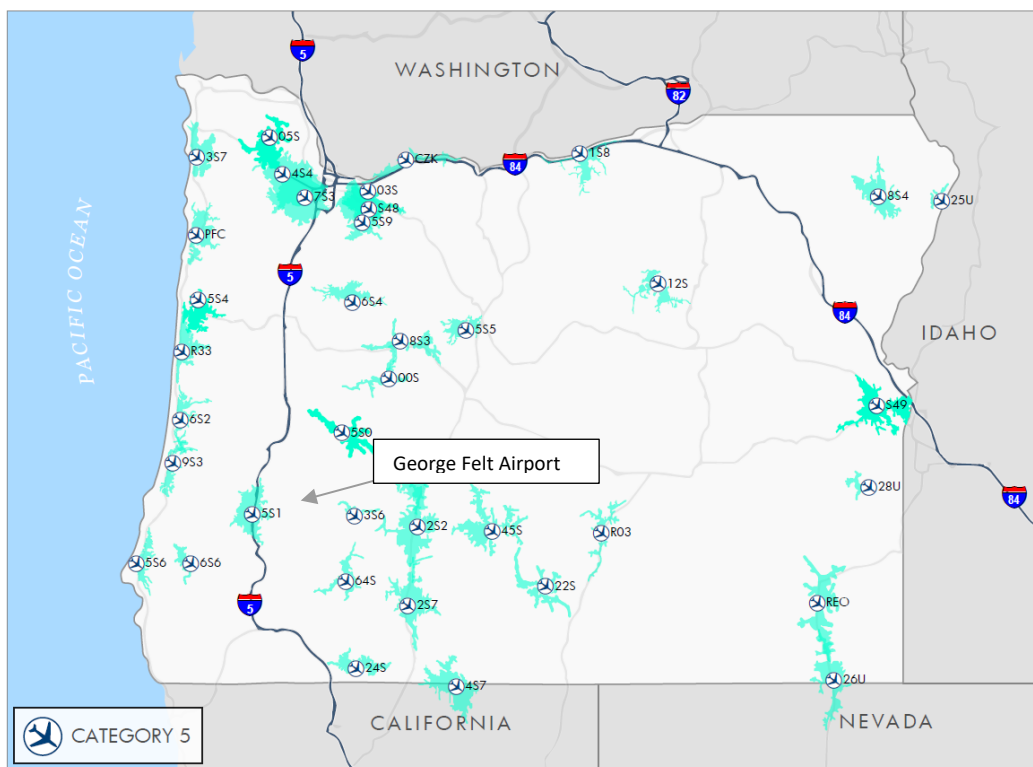 5
WASHINGTON
82
05S
3S7
CZK
1S8
84
4S4
7S3
03S
S48
5S9
8S4
25U
PACIFIC OCEAN
PFC
5
12S
5S4
6S4
84
IDAHO
R33
8S3
5S5
00S
S49
6S2
5S0
George Felt Airport
9S3
28U
84
5S1
3S6
2S2
45S
R03
5S6
6S6
64S
22S
5
2S7
REO
24S
4S7
26U
CALIFORNIA
NEVADA
CATEGORY 5